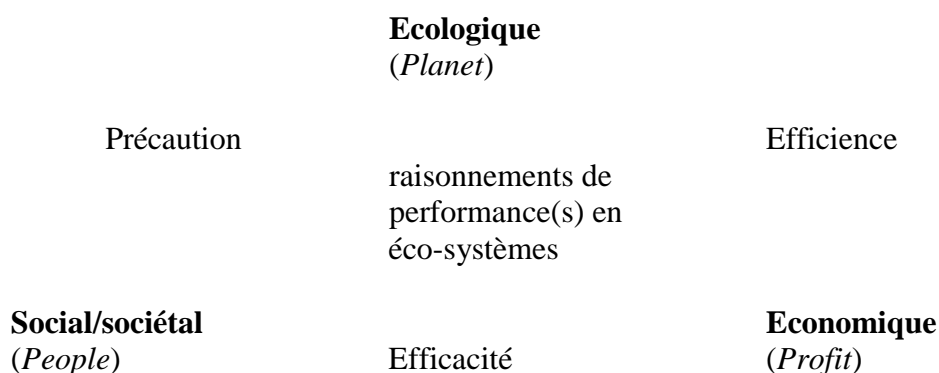 Ecologique
(Planet)
Précaution Efficience
raisonnements de
performance(s) en
éco-systèmes
Social/sociétal Economique
(People) Efficacité (Profit)